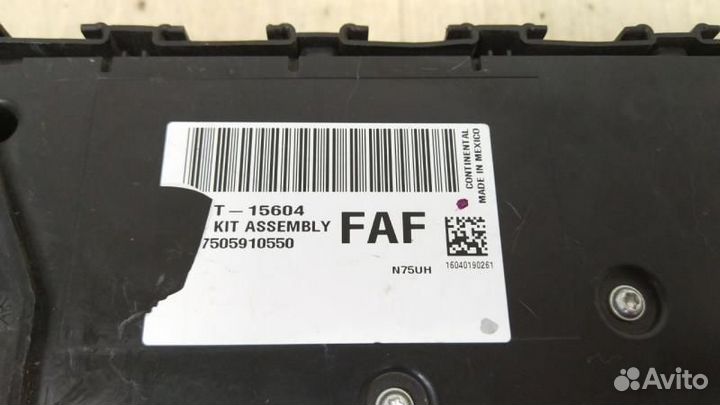 T-15604
KIT ASSEMBLY
7505910550
FAF
N75UH
16040190261
CONTINENTAL
MADE IN MEXICO
Avito